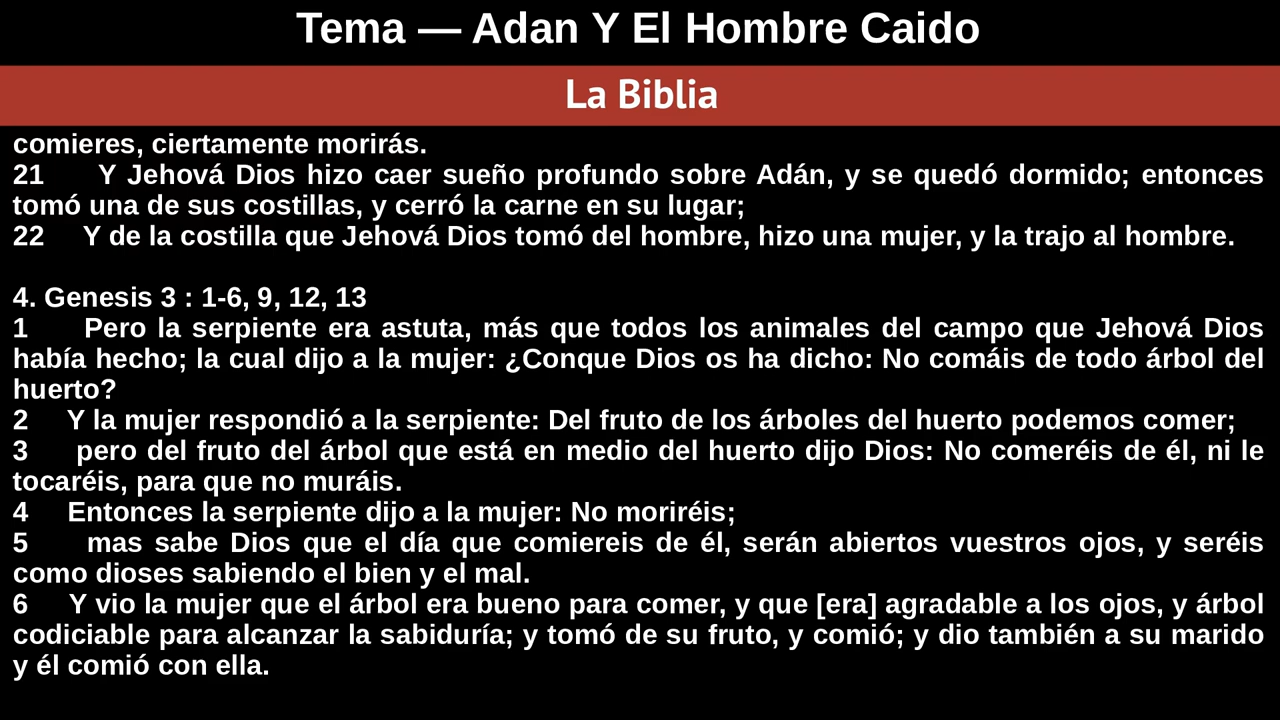 Tema — Adan Y El Hombre Caido
La Biblia
comieres, ciertamente morirás.
21 Y Jehová Dios hizo caer sueño profundo sobre Adán, y se quedó dormido; entonces
tomó una de sus costillas, y cerró la carne en su lugar;
22 Y de la costilla que Jehová Dios tomó del hombre, hizo una mujer, y la trajo al hombre.
4. Genesis 3 : 1-6, 9, 12, 13
1 Pero la serpiente era astuta, más que todos los animales del campo que Jehová Dios
había hecho; la cual dijo a la mujer: ¿Conque Dios os ha dicho: No comáis de todo árbol del
huerto?
2 Y la mujer respondió a la serpiente: Del fruto de los árboles del huerto podemos comer;
3 pero del fruto del árbol que está en medio del huerto dijo Dios: No comeréis de él, ni le
tocaréis, para que no muráis.
4 Entonces la serpiente dijo a la mujer: No moriréis;
5 mas sabe Dios que el día que comiereis de él, serán abiertos vuestros ojos, y seréis
como dioses sabiendo el bien y el mal.
6 Y vio la mujer que el árbol era bueno para comer, y que [era] agradable a los ojos, y árbol
codiciable para alcanzar la sabiduría; y tomó de su fruto, y comió; y dio también a su marido
y él comió con ella.